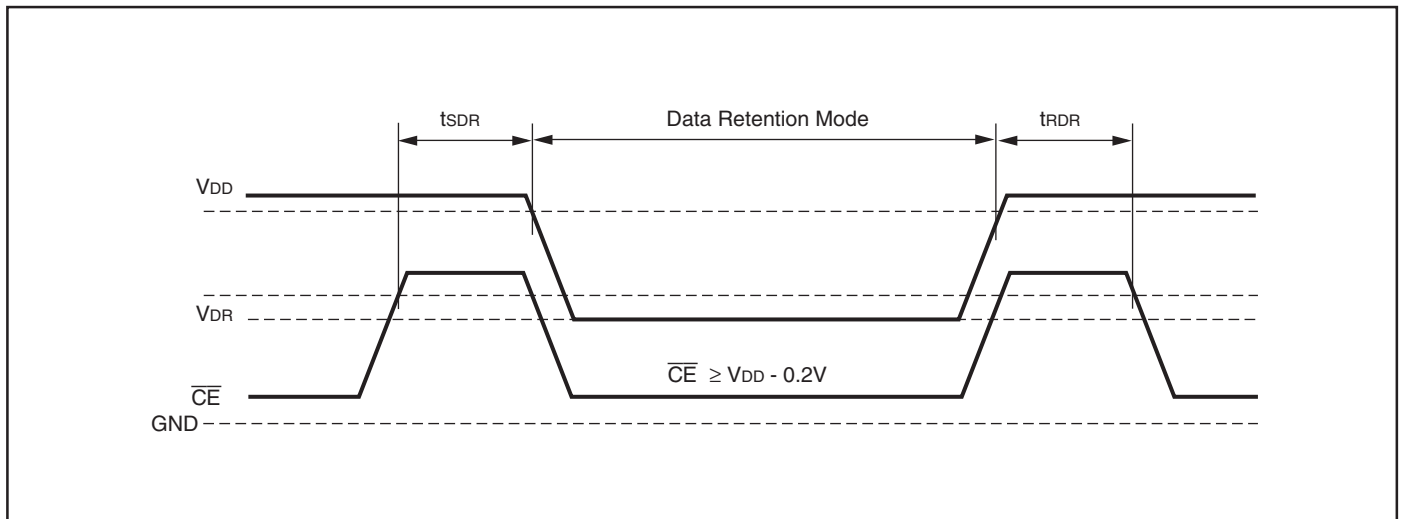 tSDR Data Retention Mode tRDR
VDD
VDR
CE ≥ VDD - 0.2V
CE
GND